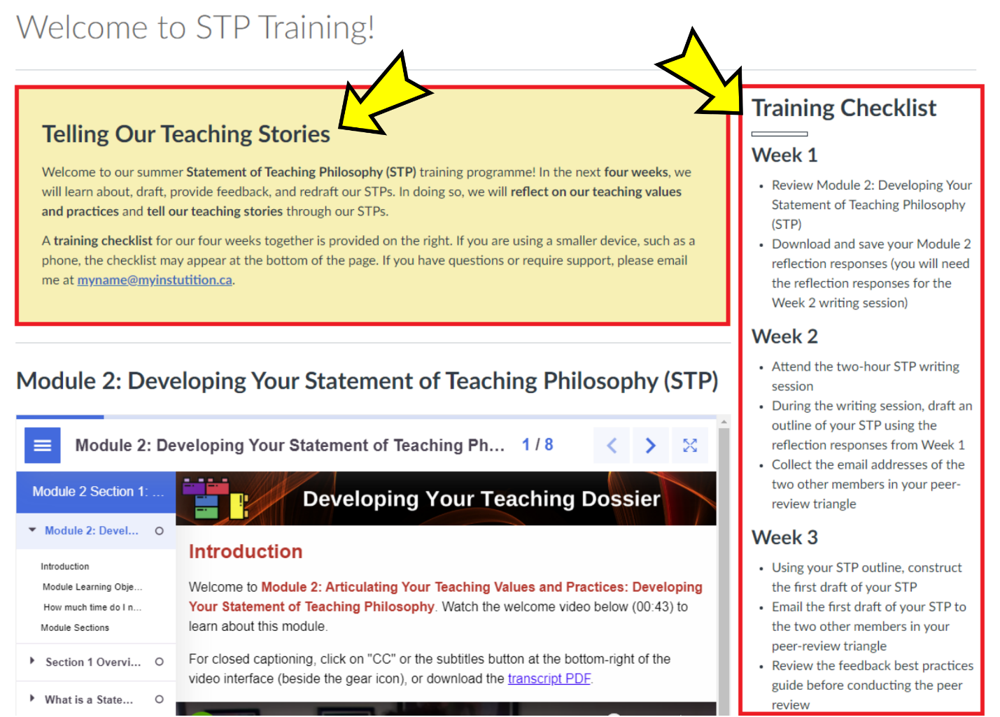 Welcome to STP Training!
Telling Our Teaching Stories
Welcome to our summer Statement of Teaching Philosophy (STP) training programme! In the next four weeks, we
will learn about, draft, provide feedback, and redraft our STPs. In doing so, we will reflect on our teaching values
and practices and tell our teaching stories through our STPs.
A training checklist for our four weeks together is provided on the right. If you are using a smaller device, such as a
phone, the checklist may appear at the bottom of the page. If you have questions or require support, please email
me at myname@myinstutition.ca.
Module 2: Developing Your Statement of Teaching Philosophy (STP)
Module 2: Developing Your Statement of Teaching Ph... 1 / 8
Module 2 Section 1: ...
Module 2: Devel...
Introduction
Module Learning Obje...
How much time do I n...
Module Sections
Section 1 Overvi...
What is a State...
Developing Your Teaching Dossier
Introduction
Welcome to Module 2: Articulating Your Teaching Values and Practices: Developing
Your Statement of Teaching Philosophy. Watch the welcome video below (00:43) to
learn about this module.
For closed captioning, click on "CC" or the subtitles button at the bottom-right of the
video interface (beside the gear icon), or download the transcript PDF.
Training Checklist
Week 1
• Review Module 2: Developing Your
Statement of Teaching Philosophy
(STP)
• Download and save your Module 2
reflection responses (you will need
the reflection responses for the
Week 2 writing session)
Week 2
• Attend the two-hour STP writing
session
• During the writing session, draft an
outline of your STP using the
reflection responses from Week 1
• Collect the email addresses of the
two other members in your peer-
review triangle
Week 3
• Using your STP outline, construct
the first draft of your STP
• Email the first draft of your STP to
the two other members in your
peer-review triangle
• Review the feedback best practices
guide before conducting the peer
review